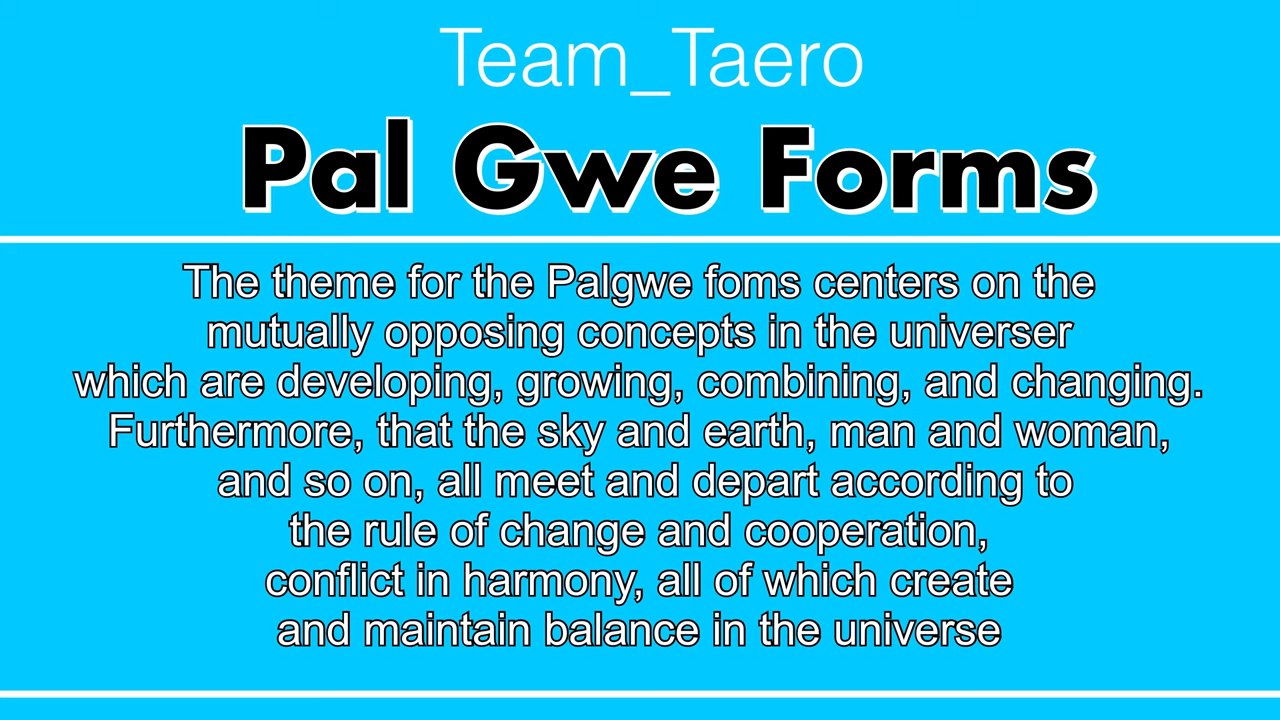 Team_Taero
Pal Gwe Forms
The theme for the Palgwe foms centers on the
mutually opposing concepts in the universer
which are developing, growing, combining, and changing.
Furthermore, that the sky and earth, man and woman,
and so on, all meet and depart according to
the rule of change and cooperation,
conflict in harmony, all of which create
and maintain balance in the universe